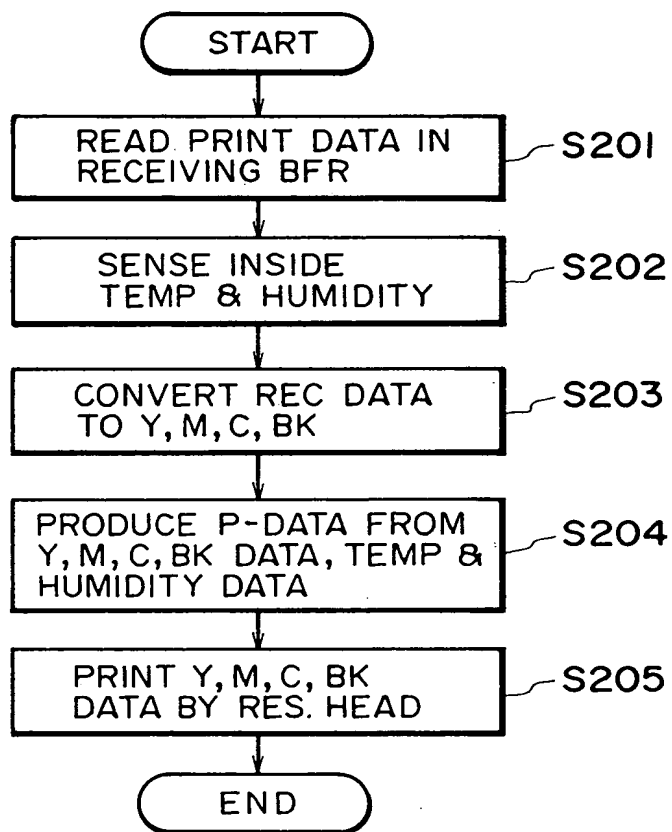 START
READ PRINT DATA IN
RECEIVING BFR
S201
SENSE INSIDE
TEMP & HUMIDITY
S202
CONVERT REC DATA
TO Y, M, C, BK
S203
PRODUCE P-DATA FROM
Y, M, C, BK DATA, TEMP &
HUMIDITY DATA
S204
PRINT Y, M, C, BK
DATA BY RES. HEAD
S205
END